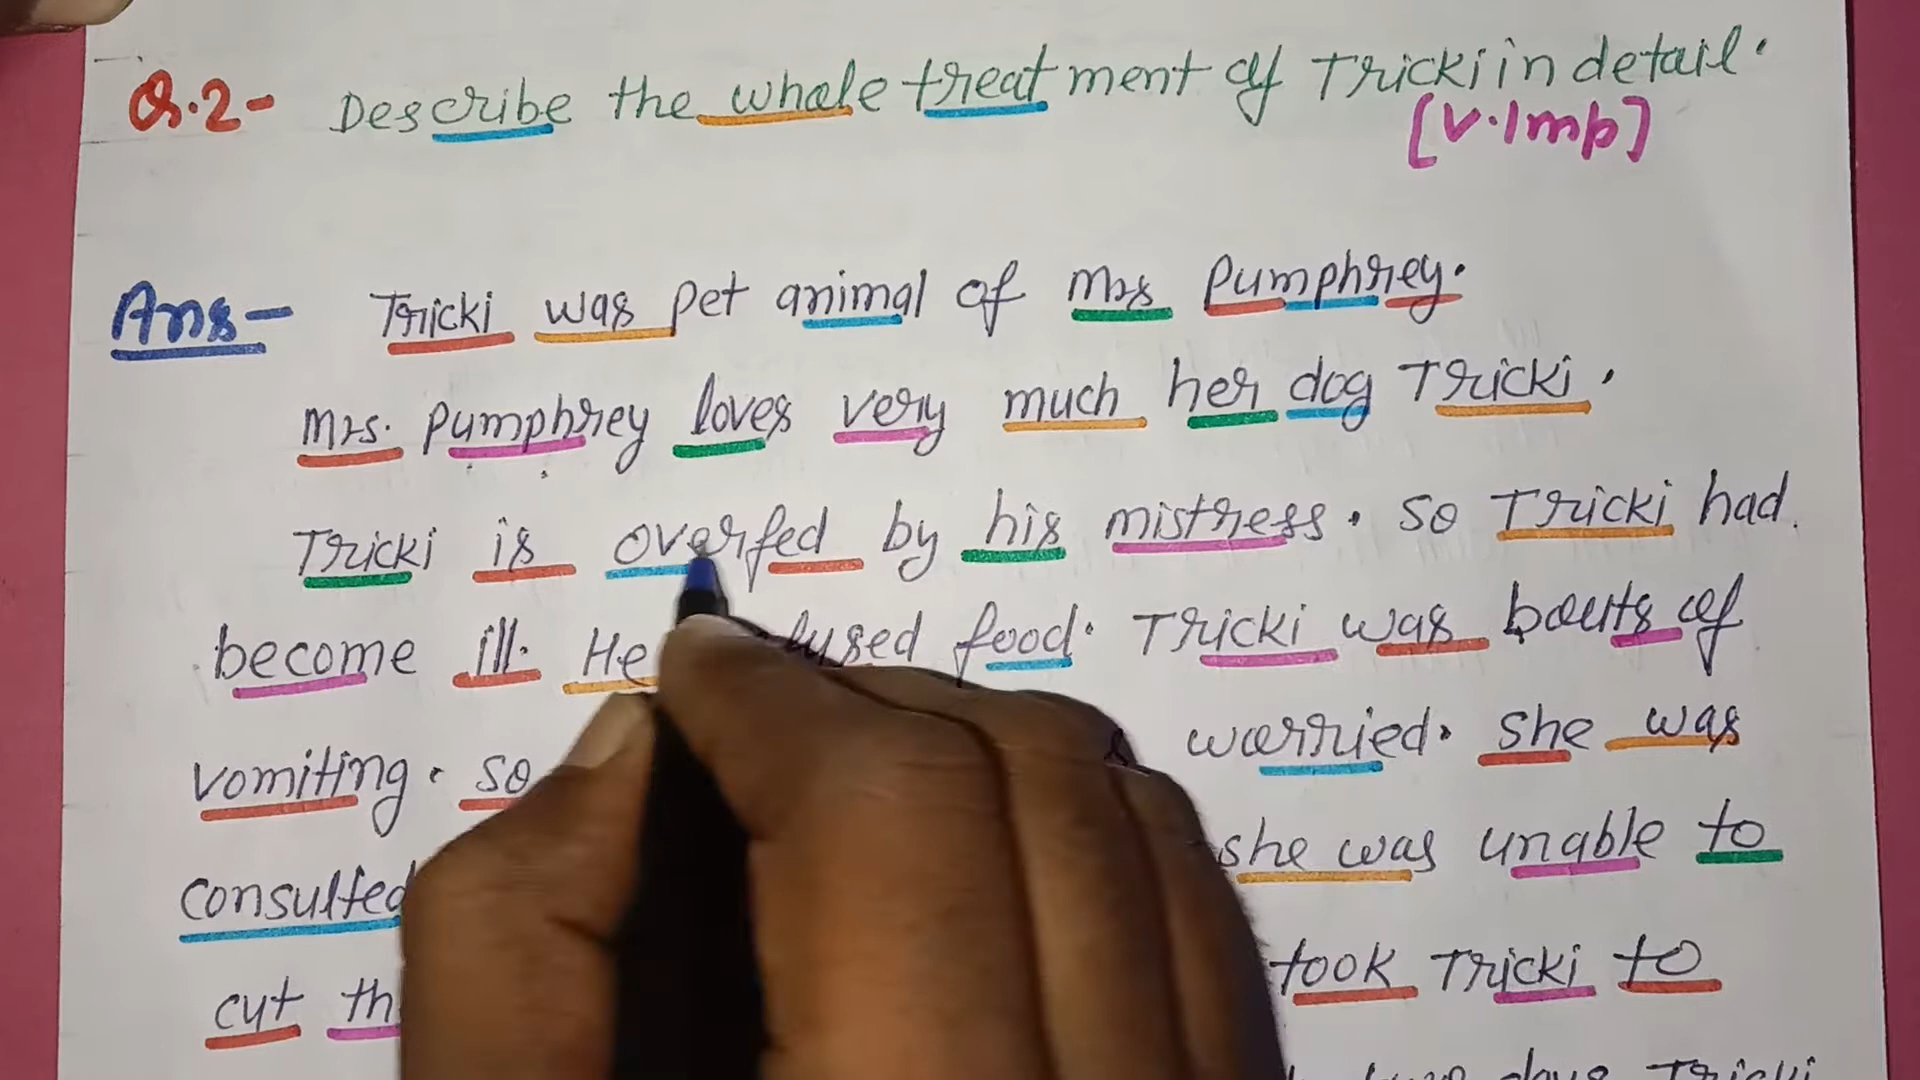 Q.2- Describe the whole treatment of Tricki in detail.
[V.Imp]
Ans- Tricki was pet animal of Mrs Pumphrey.
Mrs. Pumphrey loves very much her dog Tricki.
Tricki is overfed by his mistress. So Tricki had
become ill. He food. Tricki was bouts of
vomiting. So worried. She was
consulted she was unable to
cut took Tricki to
days Tricki